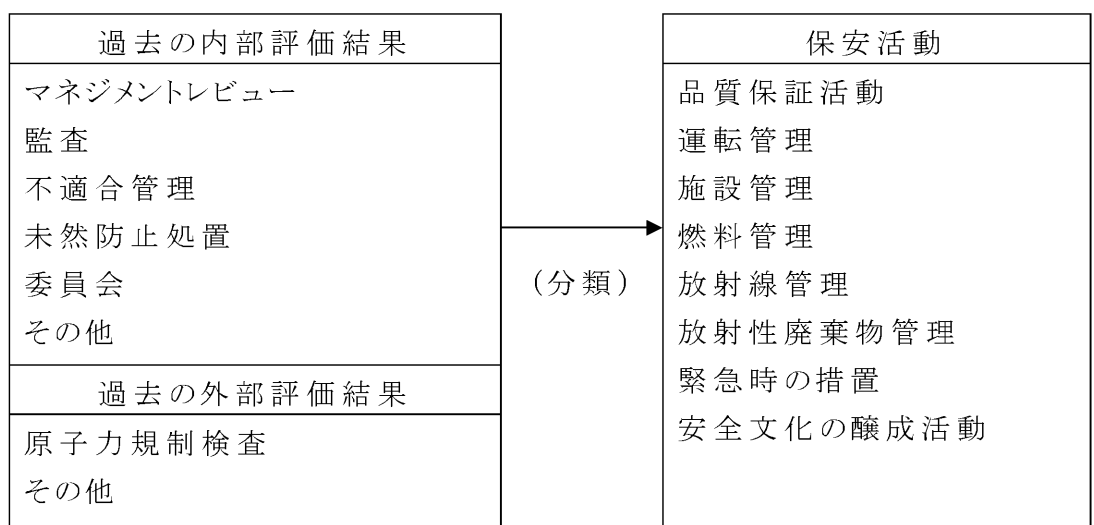 過去の内部評価結果
マネジメントレビュー
監査
不適合管理
未然防止処置
委員会
その他
過去の外部評価結果
原子力規制検査
その他
(分類)
保安活動
品質保証活動
運転管理
施設管理
燃料管理
放射線管理
放射性廃棄物管理
緊急時の措置
安全文化の醸成活動